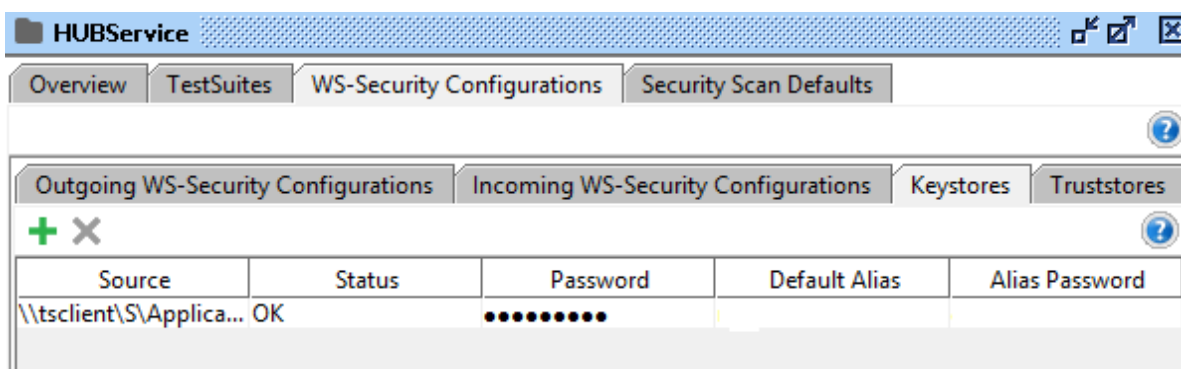 HUBService
Overview TestSuites WS-Security Configurations Security Scan Defaults
Outgoing WS-Security Configurations Incoming WS-Security Configurations Keystores Truststores
Source Status Password Default Alias Alias Password
\\tsclient\S\Applica... OK •••••••••